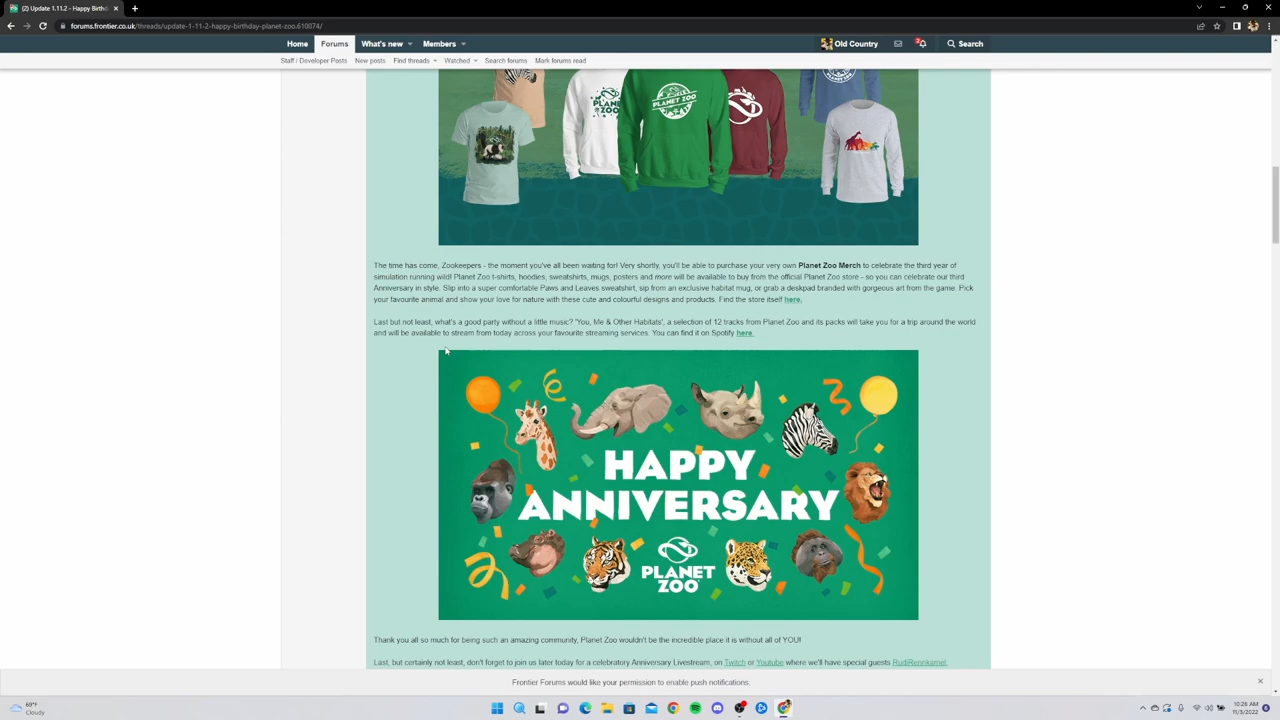 (2) Update 1.11.2 - Happy Birthda
forums.frontier.co.uk/threads/update-1-11-2-happy-birthday-planet-zoo.610074/
Home Forums What's new Members Old Country Search
Staff / Developer Posts New posts Find threads Watched Search forums Mark forums read
PLANET ZOO
PLANET ZOO
The time has come, Zookeepers - the moment you've all been waiting for! Very shortly, you'll be able to purchase your very own Planet Zoo Merch to celebrate the third year of
simulation running wild! Planet Zoo t-shirts, hoodies, sweatshirts, mugs, posters and more will be available to buy from the official Planet Zoo store - so you can celebrate our third
Anniversary in style. Slip into a super comfortable Paws and Leaves sweatshirt, sip from an exclusive habitat mug, or grab a deskpad branded with gorgeous art from the game. Pick
your favourite animal and show your love for nature with these cute and colourful designs and products. Find the store itself here.
Last but not least, what's a good party without a little music? 'You, Me & Other Habitats', a selection of 12 tracks from Planet Zoo and its packs will take you for a trip around the world
and will be available to stream from today across your favourite streaming services. You can find it on Spotify here.
HAPPY
ANNIVERSARY
PLANET
ZOO
Thank you all so much for being such an amazing community, Planet Zoo wouldn't be the incredible place it is without all of YOU!
Last, but certainly not least, don't forget to join us later today for a celebratory Anniversary Livestream, on Twitch or Youtube where we'll have special guests RudiRennkamel,
Frontier Forums would like your permission to enable push notifications.
69°F
Cloudy
10:26 AM
11/3/2022